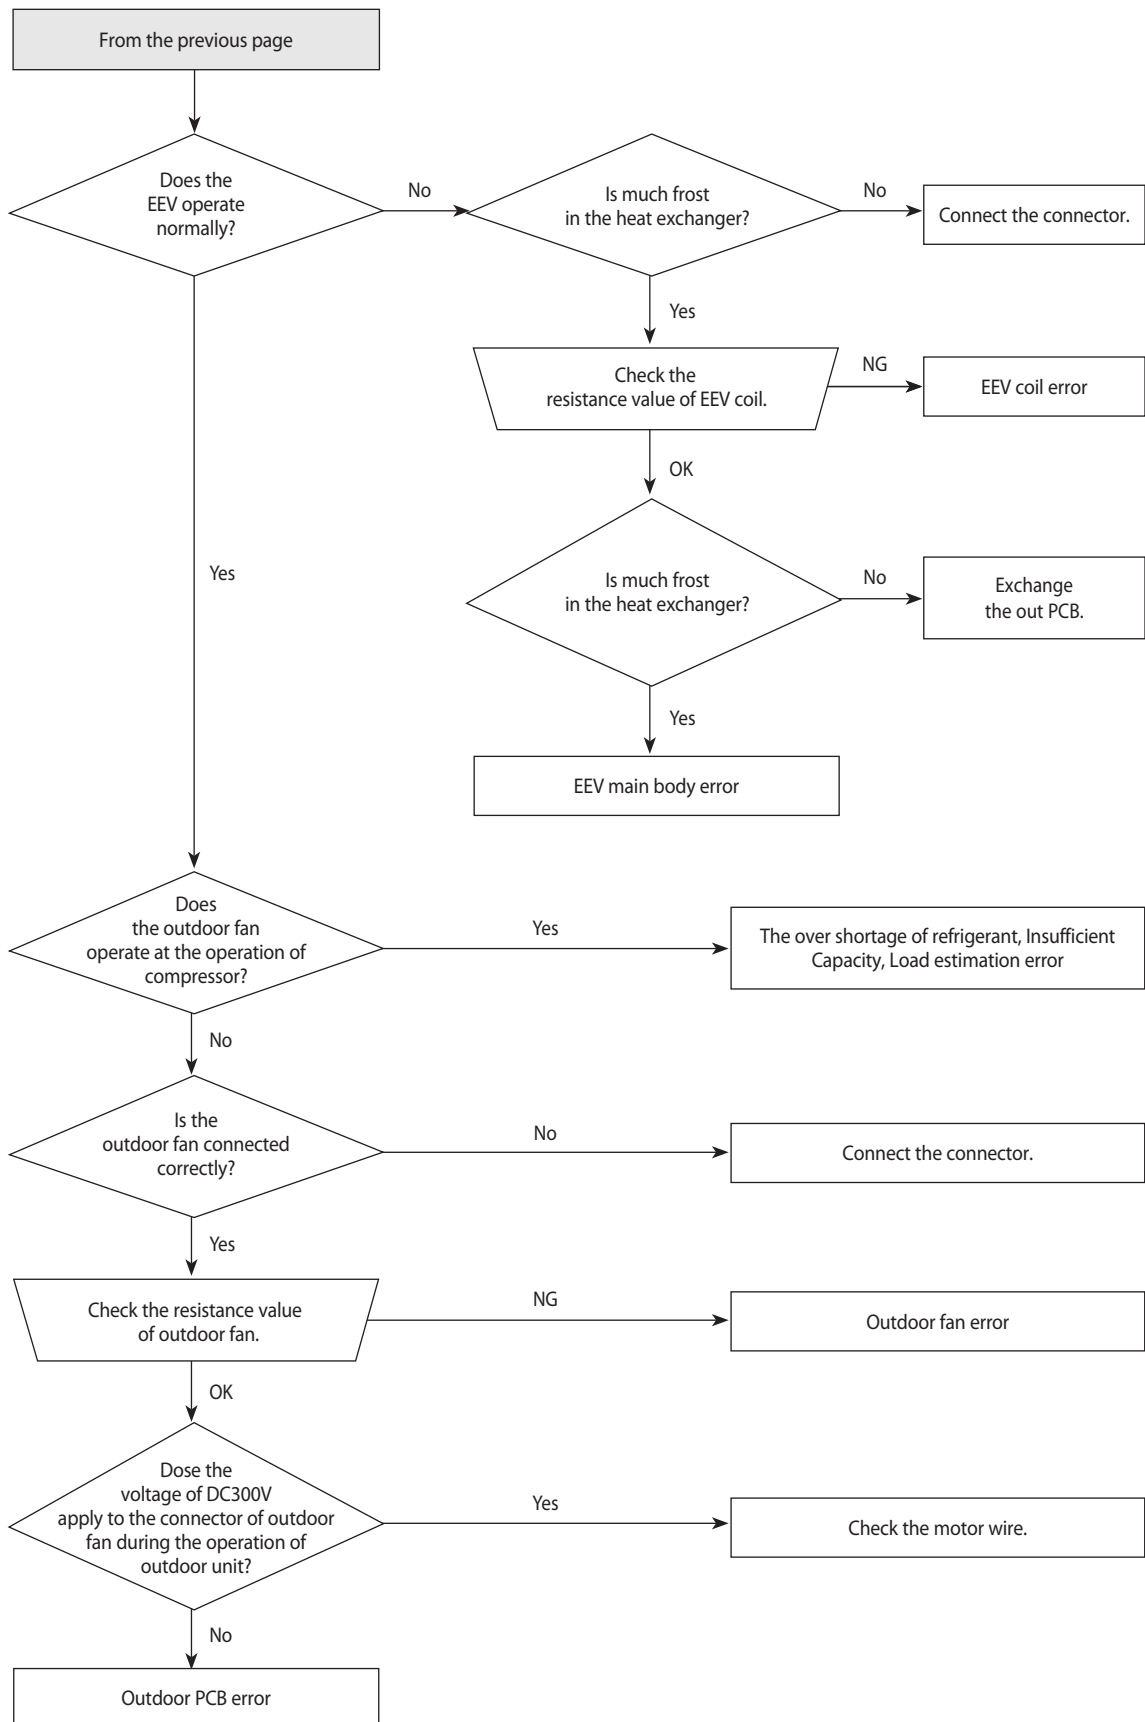 From the previous page
Does the
EEV operate
normally?
No
Is much frost
in the heat exchanger?
No
Connect the connector.
Yes
Check the
resistance value of EEV coil.
NG
EEV coil error
OK
Yes
Is much frost
in the heat exchanger?
No
Exchange
the out PCB.
Yes
EEV main body error
Does
the outdoor fan
operate at the operation of
compressor?
Yes
The over shortage of refrigerant, Insufficient
Capacity, Load estimation error
No
Is the
outdoor fan connected
correctly?
No
Connect the connector.
Yes
Check the resistance value
of outdoor fan.
NG
Outdoor fan error
OK
Dose the
voltage of DC300V
apply to the connector of outdoor
fan during the operation of
outdoor unit?
Yes
Check the motor wire.
No
Outdoor PCB error